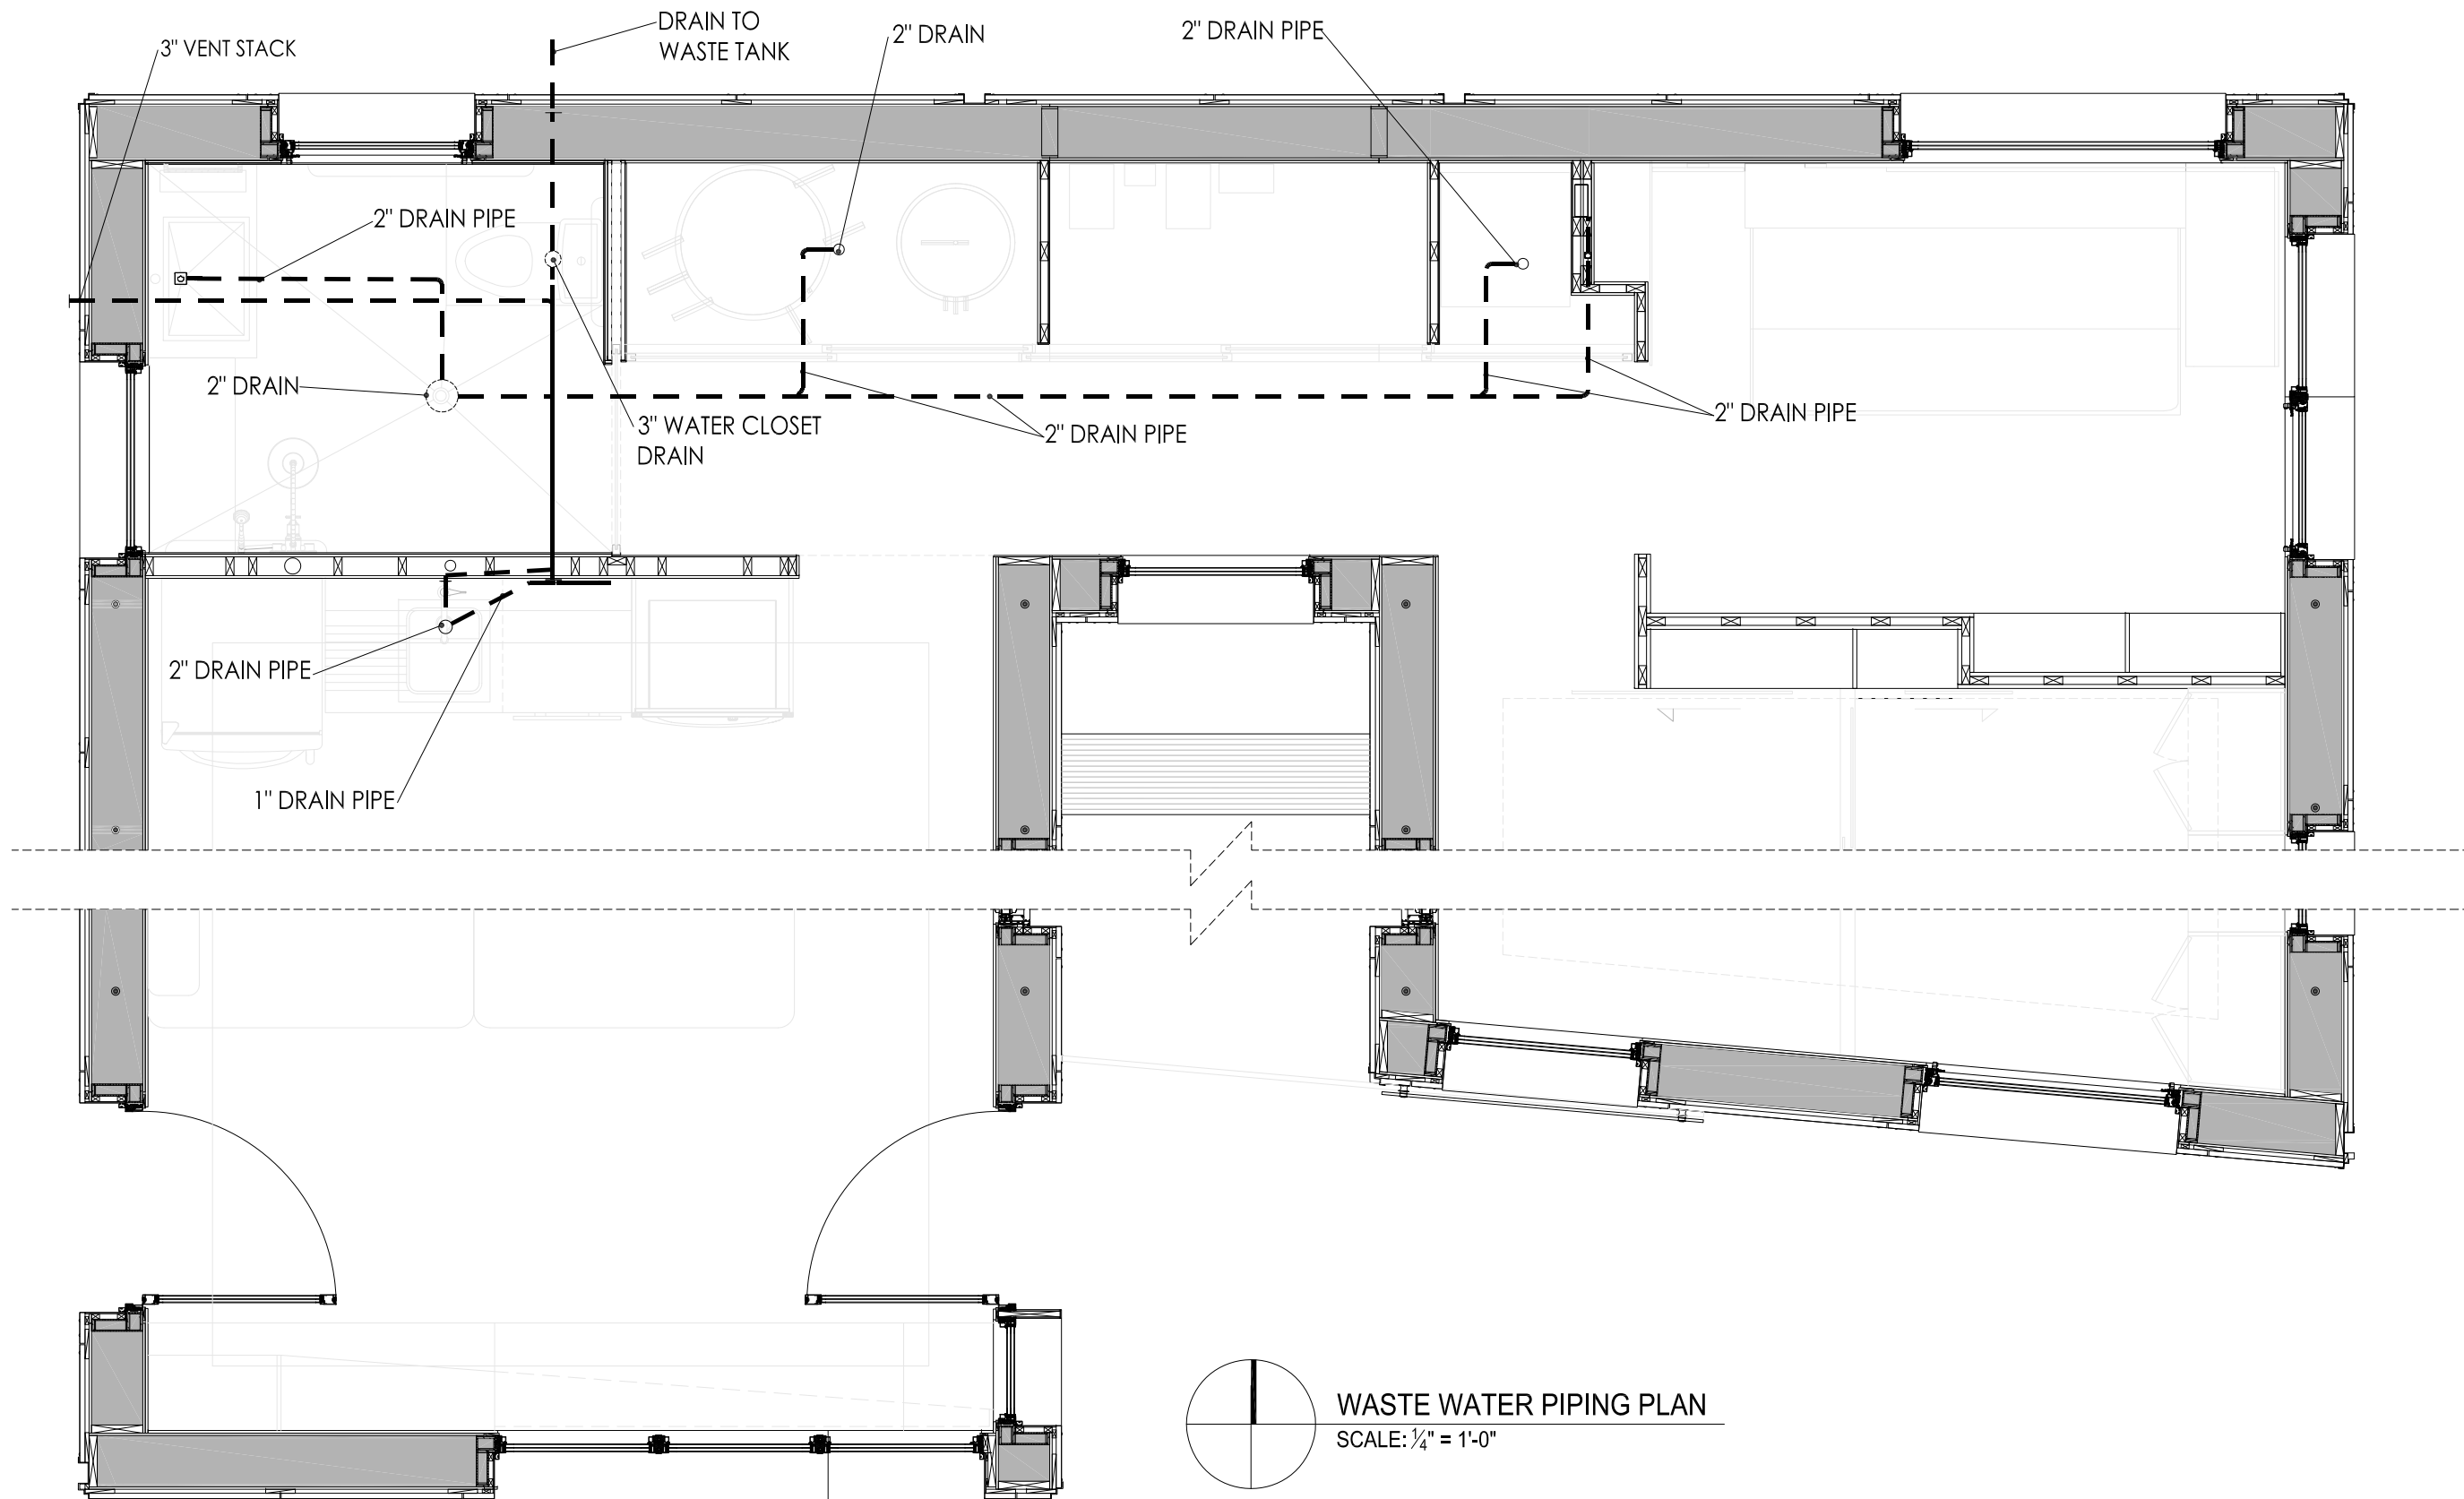 DRAIN TO
WASTE TANK
3" VENT STACK
2" DRAIN
2" DRAIN PIPE
2" DRAIN PIPE
2" DRAIN
3" WATER CLOSET
DRAIN
2" DRAIN PIPE
2" DRAIN PIPE
2" DRAIN PIPE
1" DRAIN PIPE
WASTE WATER PIPING PLAN
SCALE: ¼" = 1'-0"